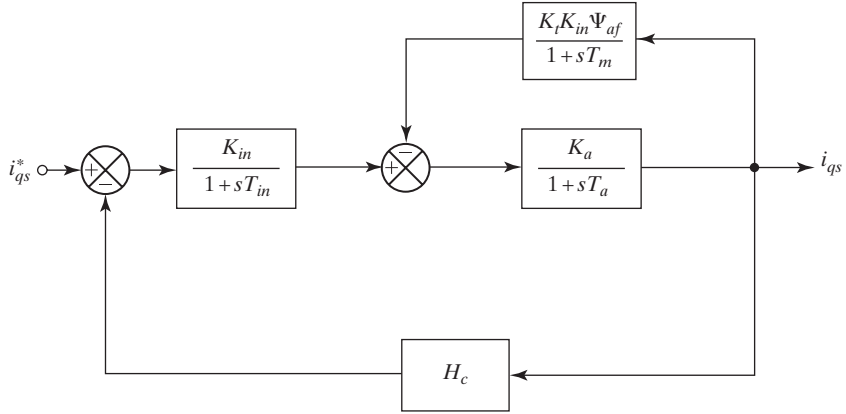 K_t K_in Ψ_af
1 + sT_m
i*_qs
+
−
K_in
1 + sT_in
−
+
K_a
1 + sT_a
i_qs
H_c